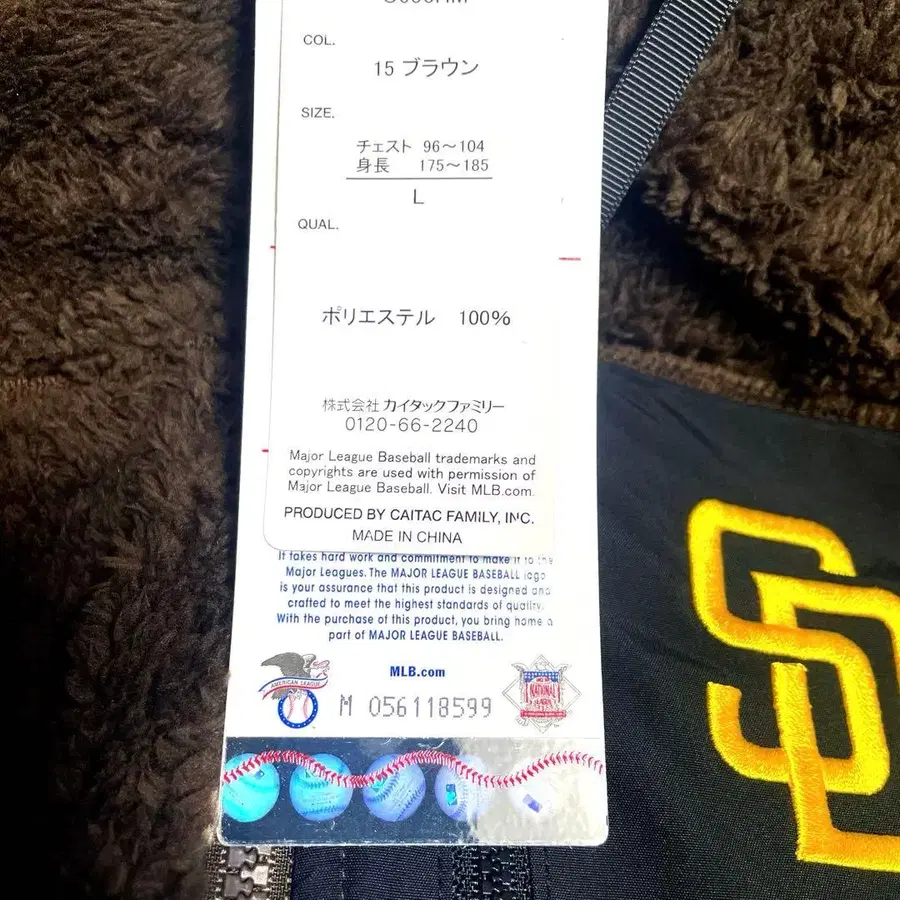 COL.
15 ブラウン
SIZE.
チェスト 96〜104
身長 175〜185
L
QUAL.
ポリエステル 100%
株式会社 カイタックファミリー
0120-66-2240
Major League Baseball trademarks and
copyrights are used with permission of
Major League Baseball. Visit MLB.com.
PRODUCED BY CAITAC FAMILY, INC.
MADE IN CHINA
It takes hard work and commitment to make it to the
Major Leagues. The MAJOR LEAGUE BASEBALL logo
is your assurance that this product is designed and
crafted to meet the highest standards of quality.
With the purchase of this product, you bring home a
part of MAJOR LEAGUE BASEBALL.
MLB.com
AMERICAN LEAGUE
NATIONAL
LEAGUE
M 056118599
SD